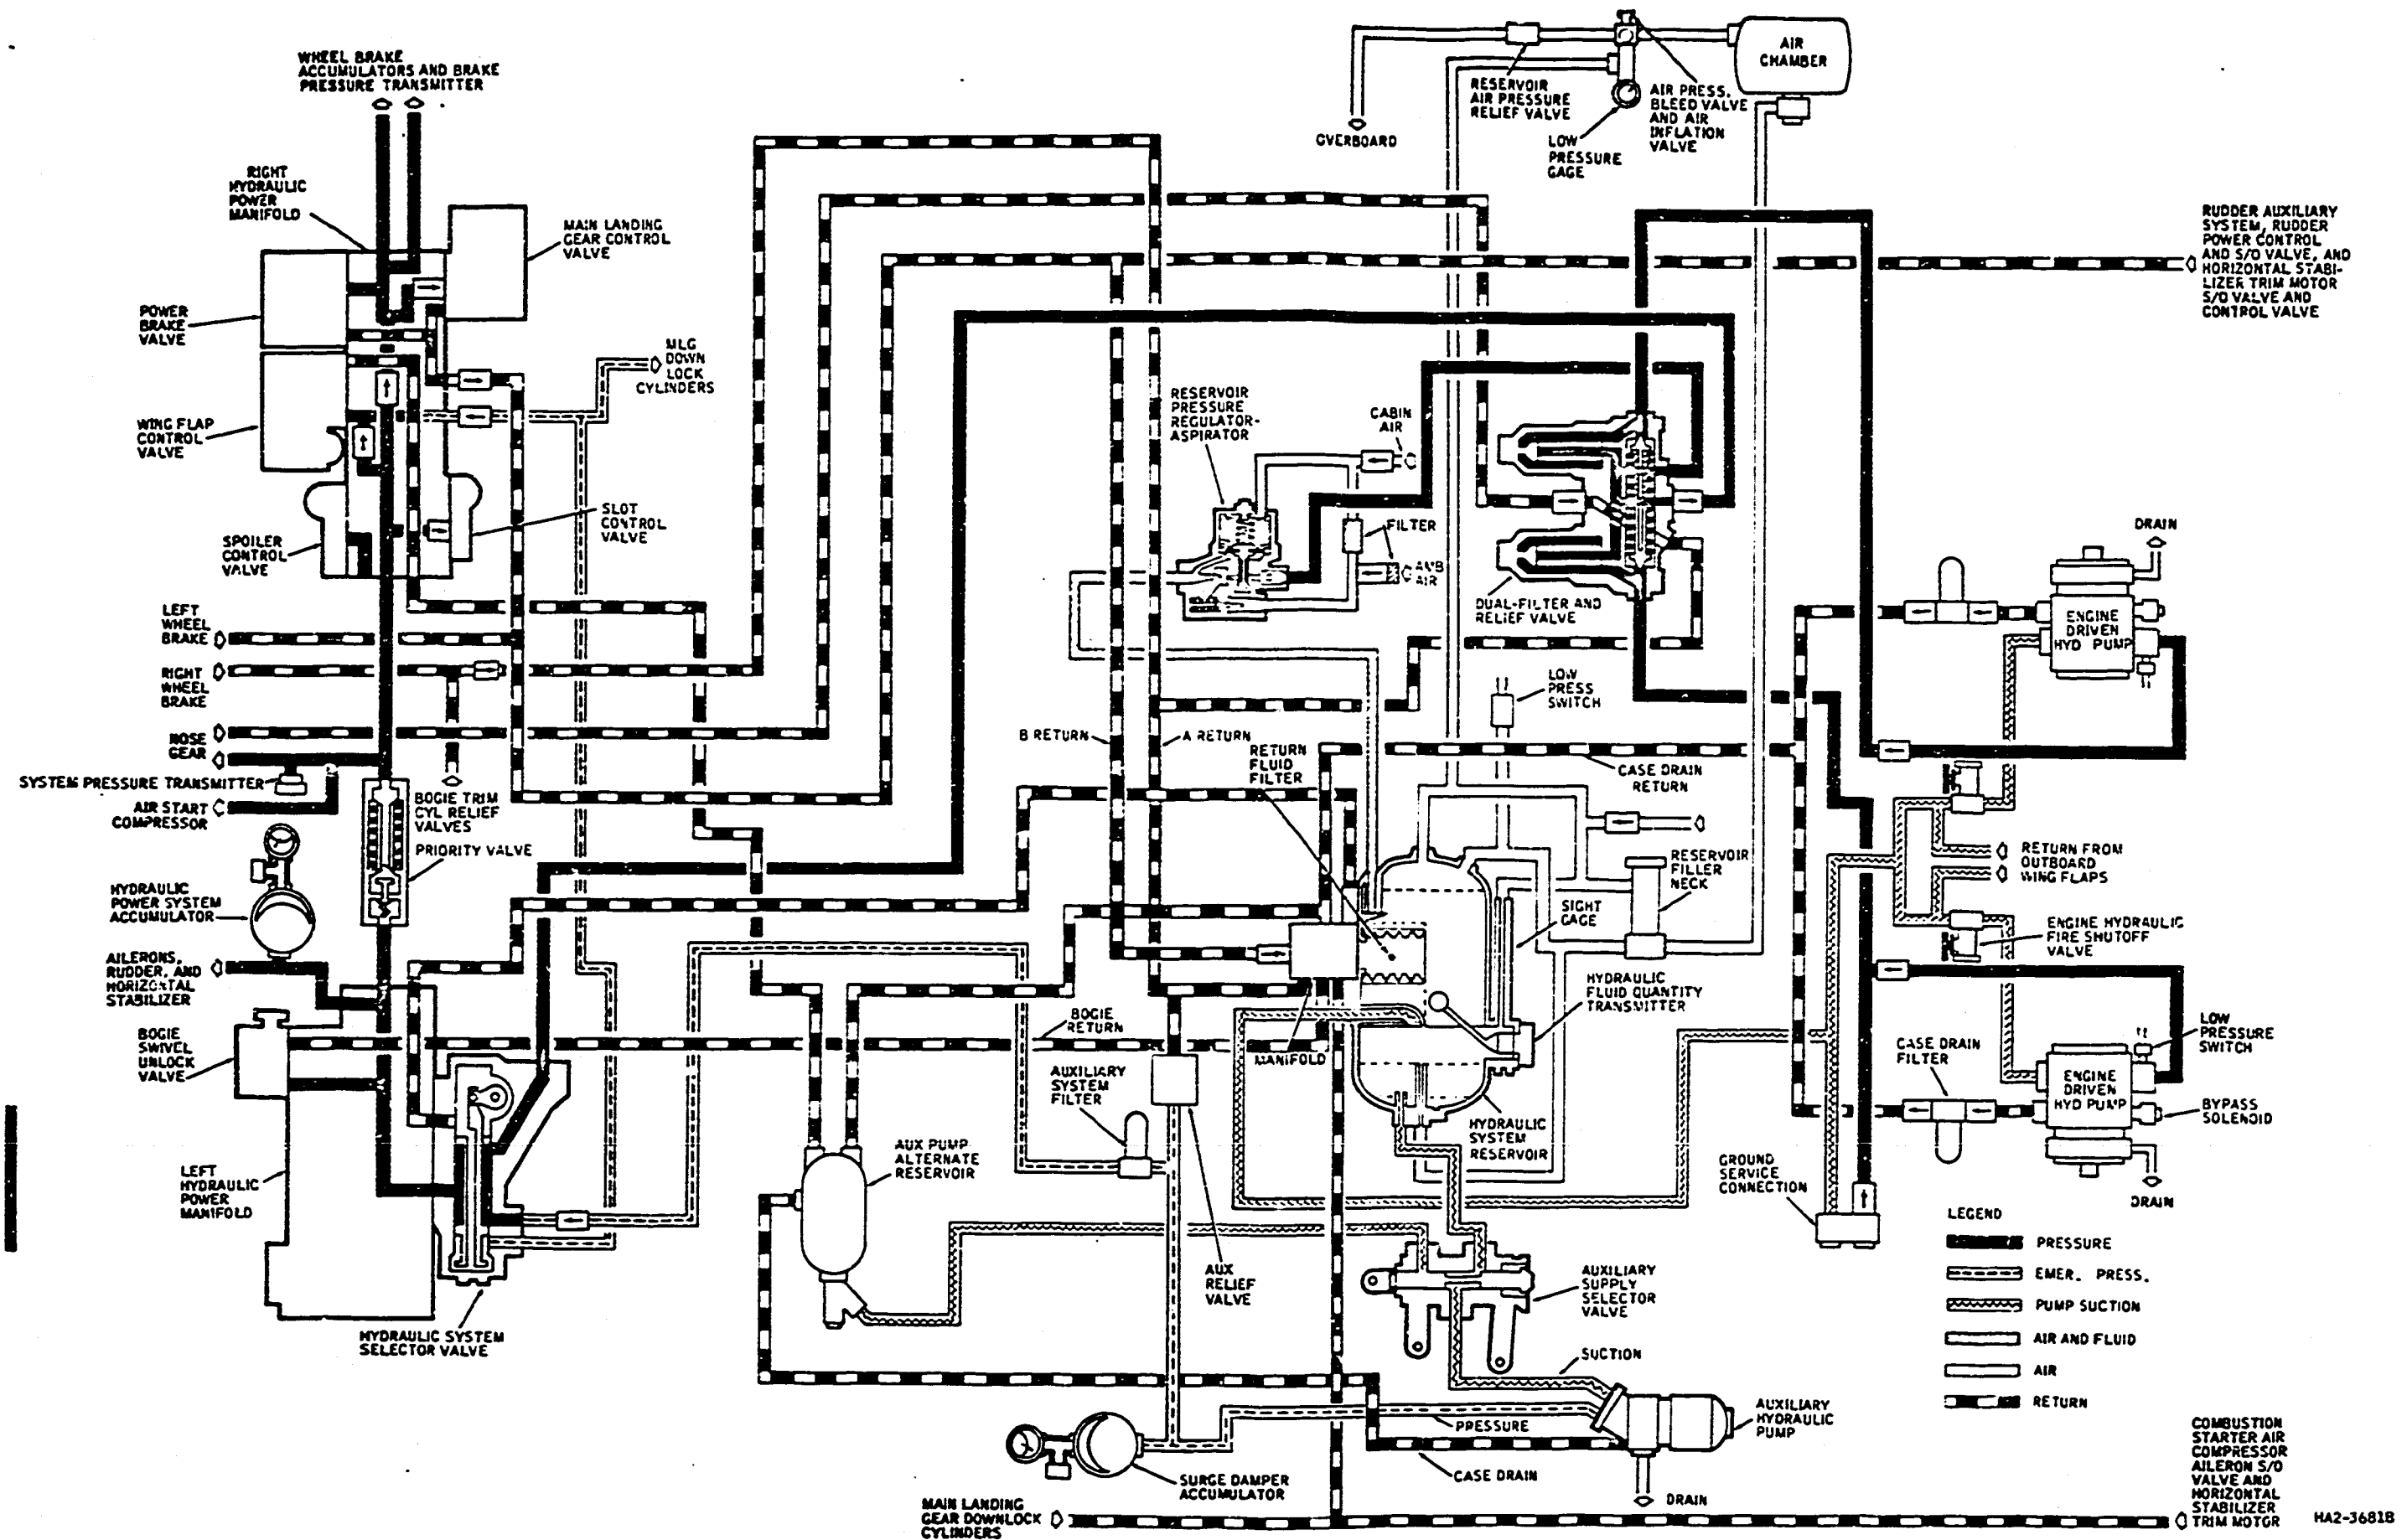 WHEEL BRAKE
ACCUMULATORS AND BRAKE
PRESSURE TRANSMITTER
RIGHT
HYDRAULIC
POWER
MANIFOLD
MAIN LANDING
GEAR CONTROL
VALVE
POWER
BRAKE
VALVE
MLG
DOWN
LOCK
CYLINDERS
WING FLAP
CONTROL
VALVE
SLOT
CONTROL
VALVE
SPOILER
CONTROL
VALVE
LEFT
WHEEL
BRAKE
RIGHT
WHEEL
BRAKE
NOSE
GEAR
SYSTEM PRESSURE TRANSMITTER
AIR START
COMPRESSOR
BOGIE TRIM
CYL RELIEF
VALVES
PRIORITY VALVE
HYDRAULIC
POWER SYSTEM
ACCUMULATOR
AILERONS,
RUDDER, AND
HORIZONTAL
STABILIZER
BOGIE
SWIVEL
UNLOCK
VALVE
LEFT
HYDRAULIC
POWER
MANIFOLD
HYDRAULIC SYSTEM
SELECTOR VALVE
OVERBOARD
RESERVOIR
AIR PRESSURE
RELIEF VALVE
LOW
PRESSURE
GAGE
AIR PRESS.
BLEED VALVE
AND AIR
INFLATION
VALVE
AIR
CHAMBER
RUDDER AUXILIARY
SYSTEM, RUDDER
POWER CONTROL
AND S/O VALVE, AND
HORIZONTAL STABI-
LIZER TRIM MOTOR
S/O VALVE AND
CONTROL VALVE
RESERVOIR
PRESSURE
REGULATOR-
ASPIRATOR
CABIN
AIR
FILTER
AMB
AIR
DUAL-FILTER AND
RELIEF VALVE
DRAIN
ENGINE
DRIVEN
HYD PUMP
LOW
PRESS
SWITCH
B RETURN
A RETURN
RETURN
FLUID
FILTER
CASE DRAIN
RETURN
RESERVOIR
FILLER
NECK
SIGHT
GAGE
RETURN FROM
OUTBOARD
WING FLAPS
ENGINE HYDRAULIC
FIRE SHUTOFF
VALVE
HYDRAULIC
FLUID QUANTITY
TRANSMITTER
BOGIE
RETURN
MANIFOLD
AUXILIARY
SYSTEM
FILTER
HYDRAULIC
SYSTEM
RESERVOIR
CASE DRAIN
FILTER
LOW
PRESSURE
SWITCH
ENGINE
DRIVEN
HYD PUMP
BYPASS
SOLENOID
DRAIN
AUX PUMP
ALTERNATE
RESERVOIR
GROUND
SERVICE
CONNECTION
AUX
RELIEF
VALVE
AUXILIARY
SUPPLY
SELECTOR
VALVE
SUCTION
PRESSURE
AUXILIARY
HYDRAULIC
PUMP
CASE DRAIN
SURGE DAMPER
ACCUMULATOR
DRAIN
MAIN LANDING
GEAR DOWNLOCK
CYLINDERS
LEGEND
PRESSURE
EMER. PRESS.
PUMP SUCTION
AIR AND FLUID
AIR
RETURN
COMBUSTION
STARTER AIR
COMPRESSOR
AILERON S/O
VALVE AND
HORIZONTAL
STABILIZER
TRIM MOTOR
HA2-3681B